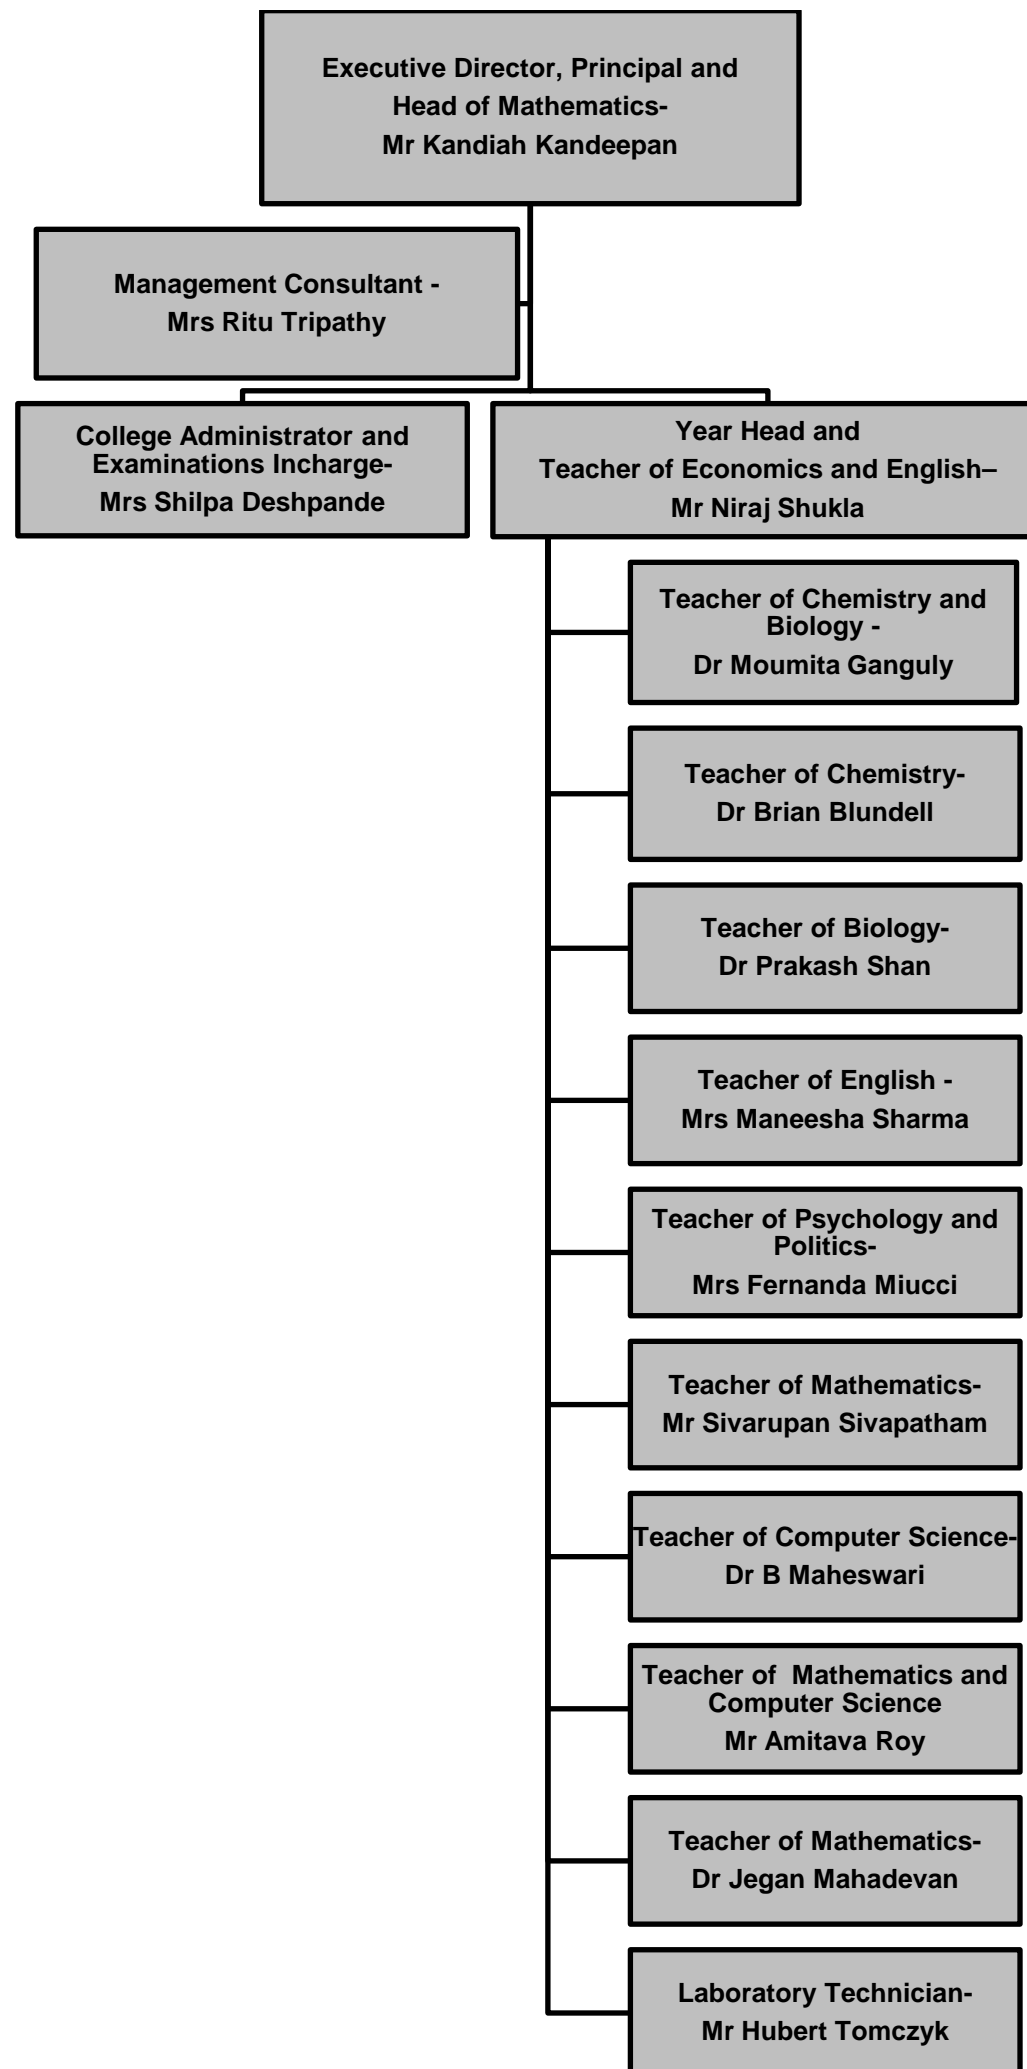 Executive Director, Principal and
Head of Mathematics-
Mr Kandiah Kandeepan
Management Consultant -
Mrs Ritu Tripathy
College Administrator and
Examinations Incharge-
Mrs Shilpa Deshpande
Year Head and
Teacher of Economics and English–
Mr Niraj Shukla
Teacher of Chemistry and
Biology -
Dr Moumita Ganguly
Teacher of Chemistry-
Dr Brian Blundell
Teacher of Biology-
Dr Prakash Shan
Teacher of English -
Mrs Maneesha Sharma
Teacher of Psychology and
Politics-
Mrs Fernanda Miucci
Teacher of Mathematics-
Mr Sivarupan Sivapatham
Teacher of Computer Science-
Dr B Maheswari
Teacher of  Mathematics and
Computer Science
Mr Amitava Roy
Teacher of Mathematics-
Dr Jegan Mahadevan
Laboratory Technician-
Mr Hubert Tomczyk